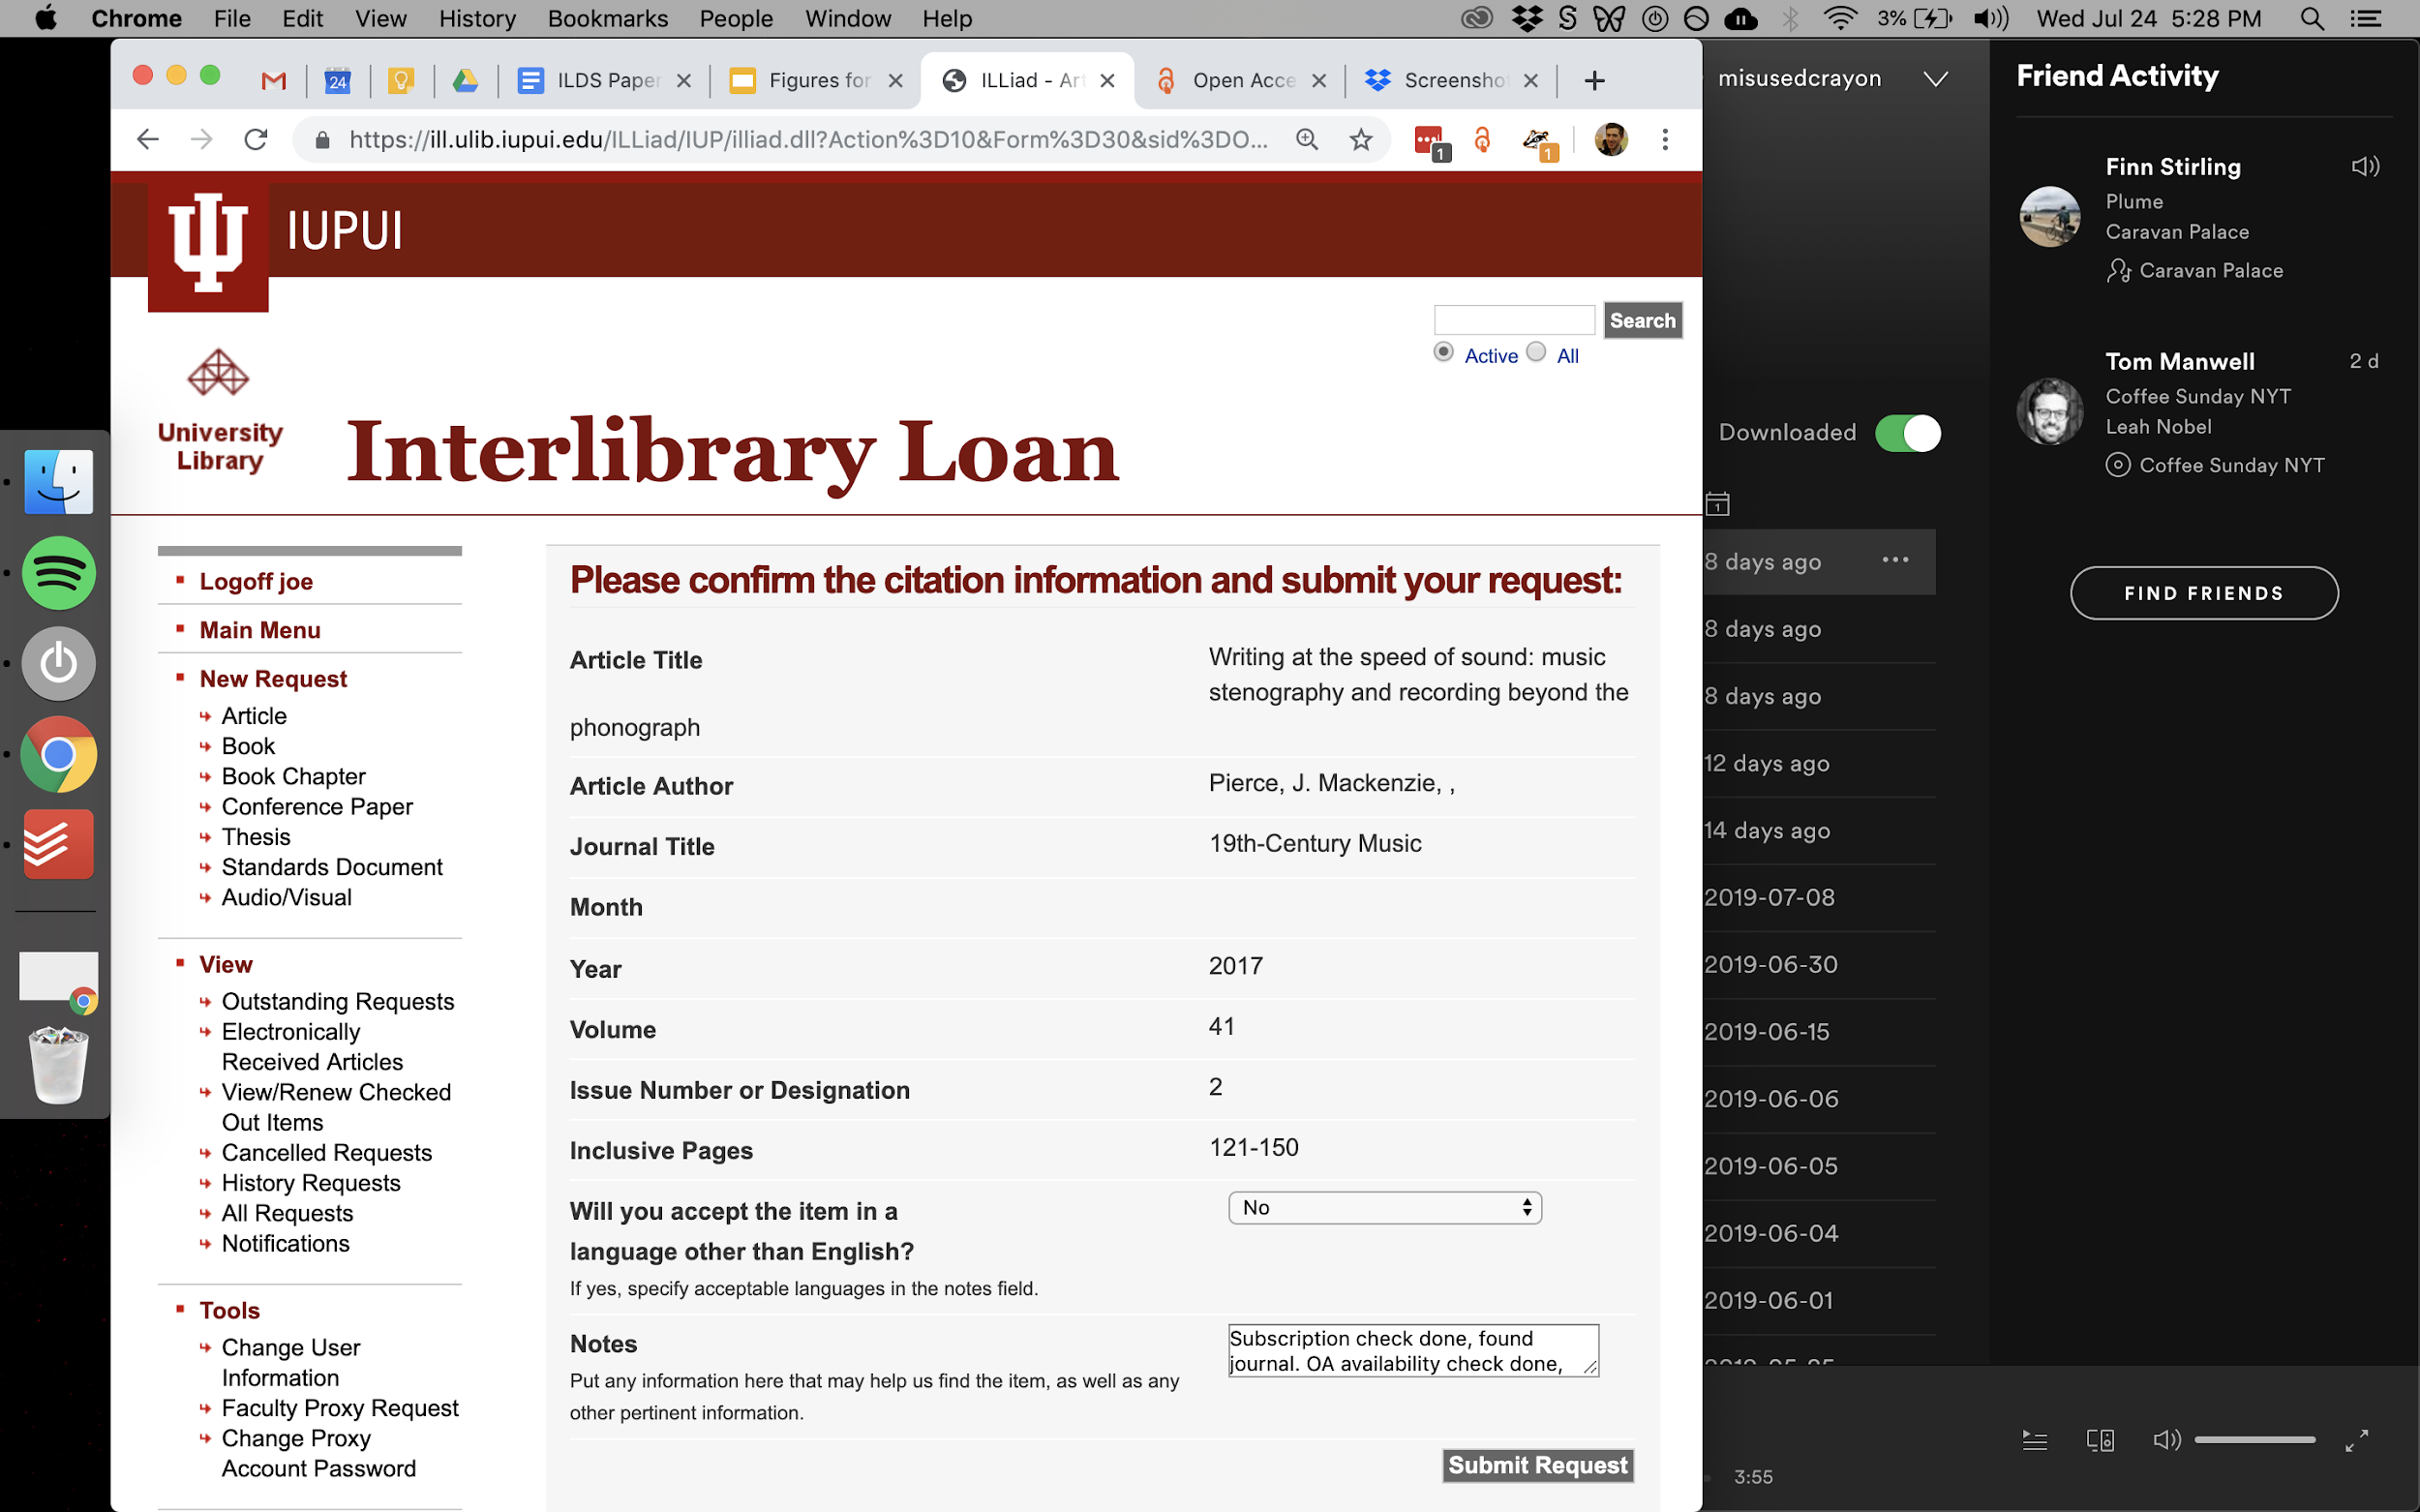 Chrome File Edit View History Bookmarks People Window Help
3% Wed Jul 24 5:28 PM
24 ILDS Paper Figures for ILLiad - Art Open Acce Screensho
https://ill.ulib.iupui.edu/ILLiad/IUP/illiad.dll?Action%3D10&Form%3D30&sid%3DO...
1 1
IUPUI
Search
Active All
University
Library
Interlibrary Loan
Logoff joe
Main Menu
New Request
Article
Book
Book Chapter
Conference Paper
Thesis
Standards Document
Audio/Visual
View
Outstanding Requests
Electronically
Received Articles
View/Renew Checked
Out Items
Cancelled Requests
History Requests
All Requests
Notifications
Tools
Change User
Information
Faculty Proxy Request
Change Proxy
Account Password
Please confirm the citation information and submit your request:
Article Title Writing at the speed of sound: music
stenography and recording beyond the
phonograph
Article Author Pierce, J. Mackenzie, ,
Journal Title 19th-Century Music
Month
Year 2017
Volume 41
Issue Number or Designation 2
Inclusive Pages 121-150
Will you accept the item in a No
language other than English?
If yes, specify acceptable languages in the notes field.
Notes Subscription check done, found
journal. OA availability check done,
Put any information here that may help us find the item, as well as any
other pertinent information.
Submit Request
misusedcrayon
Downloaded
1
8 days ago
8 days ago
8 days ago
12 days ago
14 days ago
2019-07-08
2019-06-30
2019-06-15
2019-06-06
2019-06-05
2019-06-04
2019-06-01
3:55
Friend Activity
Finn Stirling
Plume
Caravan Palace
Caravan Palace
Tom Manwell 2 d
Coffee Sunday NYT
Leah Nobel
Coffee Sunday NYT
FIND FRIENDS